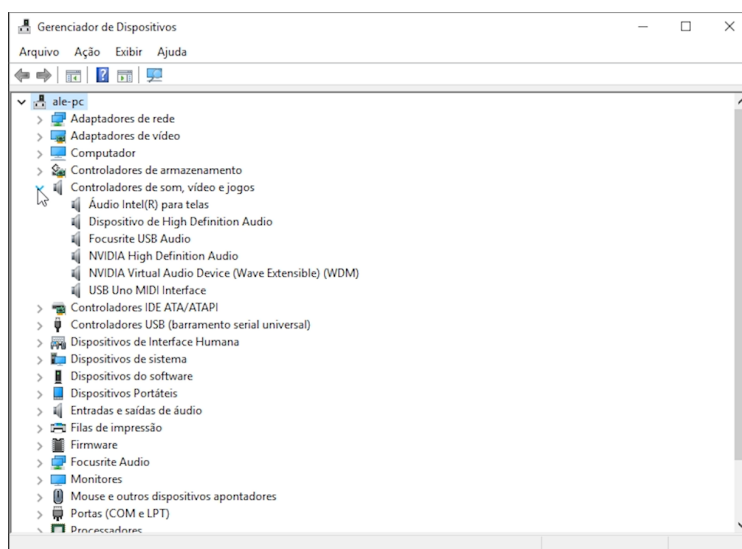 Gerenciador de Dispositivos
Arquivo Ação Exibir Ajuda
ale-pc
Adaptadores de rede
Adaptadores de vídeo
Computador
Controladores de armazenamento
Controladores de som, vídeo e jogos
Áudio Intel(R) para telas
Dispositivo de High Definition Audio
Focusrite USB Audio
NVIDIA High Definition Audio
NVIDIA Virtual Audio Device (Wave Extensible) (WDM)
USB Uno MIDI Interface
Controladores IDE ATA/ATAPI
Controladores USB (barramento serial universal)
Dispositivos de Interface Humana
Dispositivos de sistema
Dispositivos do software
Dispositivos Portáteis
Entradas e saídas de áudio
Filas de impressão
Firmware
Focusrite Audio
Monitores
Mouse e outros dispositivos apontadores
Portas (COM e LPT)
Processadores